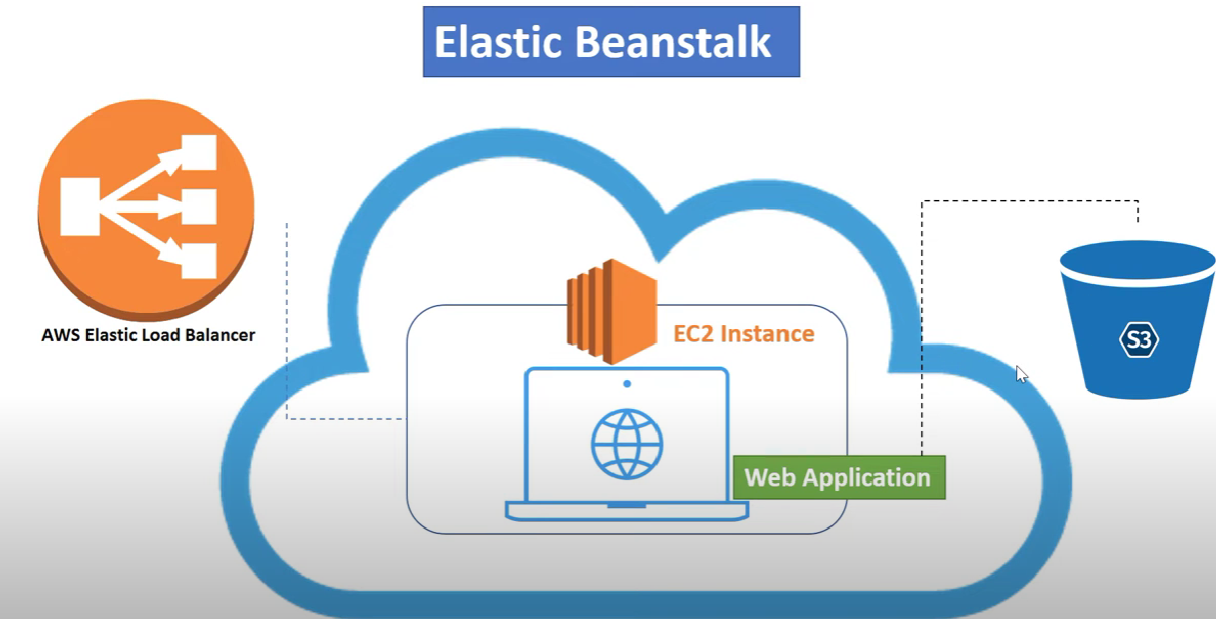 Elastic Beanstalk
AWS Elastic Load Balancer
EC2 Instance
S3
Web Application